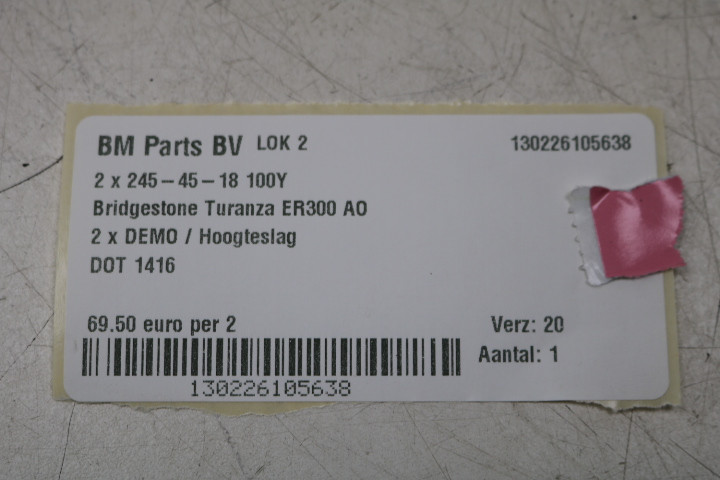 BM Parts BV LOK 2 130226105638
2 x 245-45-18 100Y
Bridgestone Turanza ER300 AO
2 x DEMO / Hoogteslag
DOT 1416
69.50 euro per 2 Verz: 20
Aantal: 1
130226105638